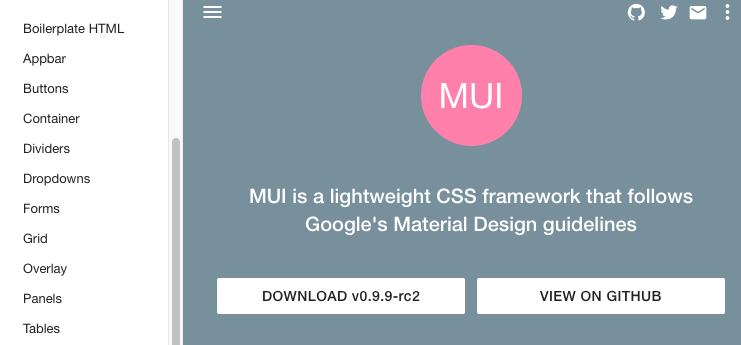 Boilerplate HTML
Appbar
Buttons
Container
Dividers
Dropdowns
Forms
Grid
Overlay
Panels
Tables
MUI
MUI is a lightweight CSS framework that follows
Google's Material Design guidelines
DOWNLOAD v0.9.9-rc2
VIEW ON GITHUB